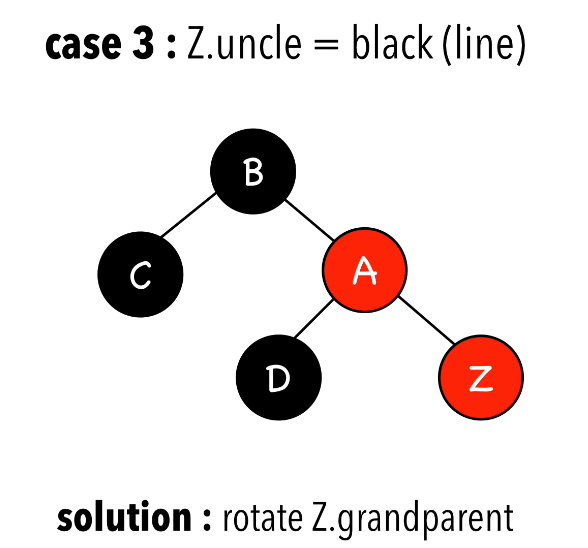 case 3 : Z.uncle = black (line)
B
C
A
D
Z
solution : rotate Z.grandparent